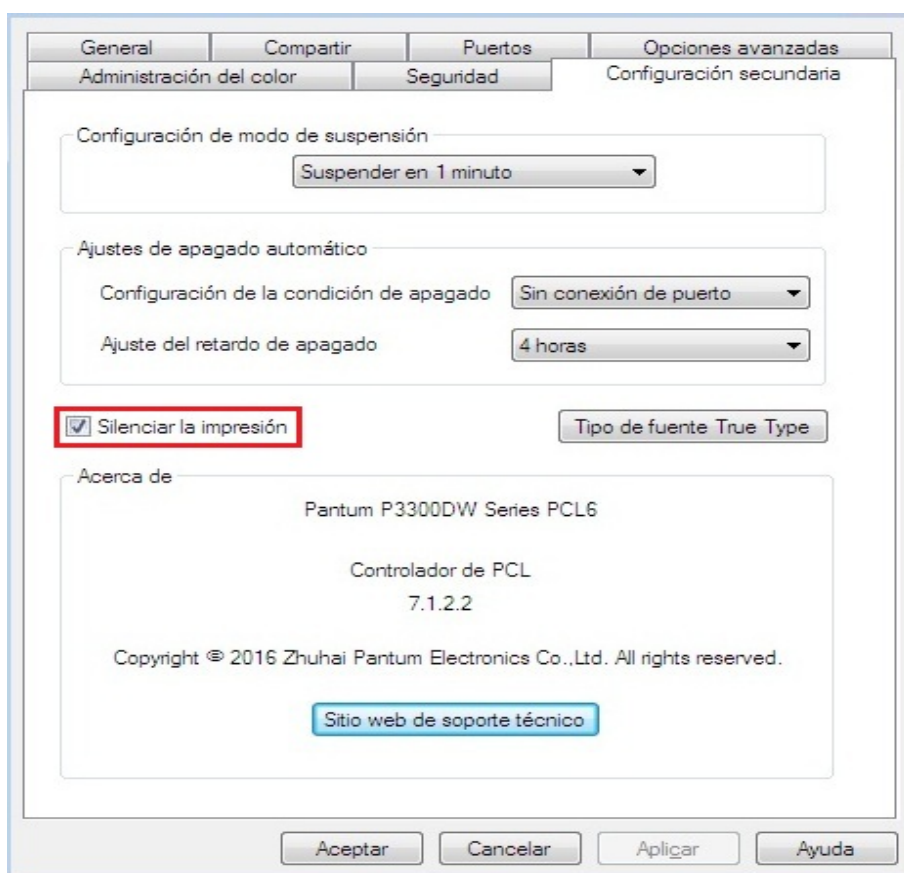 General Compartir Puertos Opciones avanzadas
Administración del color Seguridad Configuración secundaria
Configuración de modo de suspensión
Suspender en 1 minuto
Ajustes de apagado automático
Configuración de la condición de apagado Sin conexión de puerto
Ajuste del retardo de apagado 4 horas
Silenciar la impresión Tipo de fuente True Type
Acerca de
Pantum P3300DW Series PCL6
Controlador de PCL
7.1.2.2
Copyright © 2016 Zhuhai Pantum Electronics Co.,Ltd. All rights reserved.
Sitio web de soporte técnico
Aceptar Cancelar Aplicar Ayuda